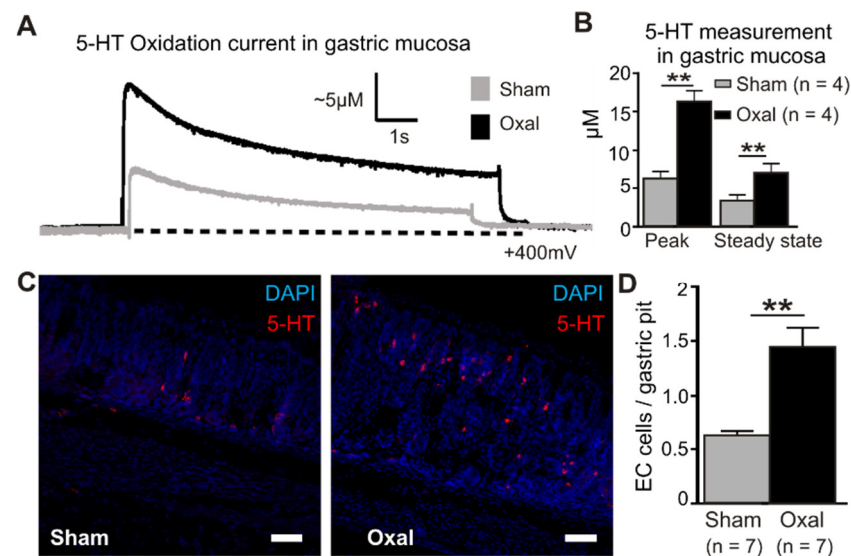 A
5-HT Oxidation current in gastric mucosa
~5µM
1s
Sham
Oxal
+400mV
B
5-HT measurement
in gastric mucosa
20
15
10
5
0
µM
**
**
Sham (n = 4)
Oxal (n = 4)
Peak
Steady state
C
DAPI
5-HT
Sham
DAPI
5-HT
Oxal
D
2
1.5
1.0
0.5
0
EC cells / gastric pit
**
Sham
(n = 7)
Oxal
(n = 7)